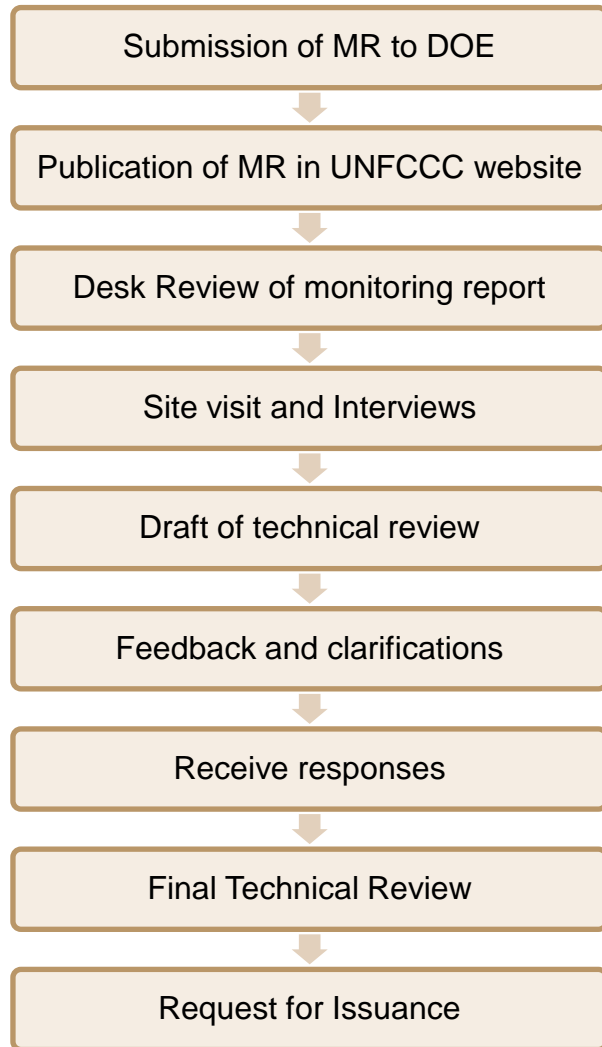 Submission of MR to DOE
Publication of MR in UNFCCC website
Desk Review of monitoring report
Site visit and Interviews
Draft of technical review
Feedback and clarifications
Receive responses
Final Technical Review
Request for Issuance